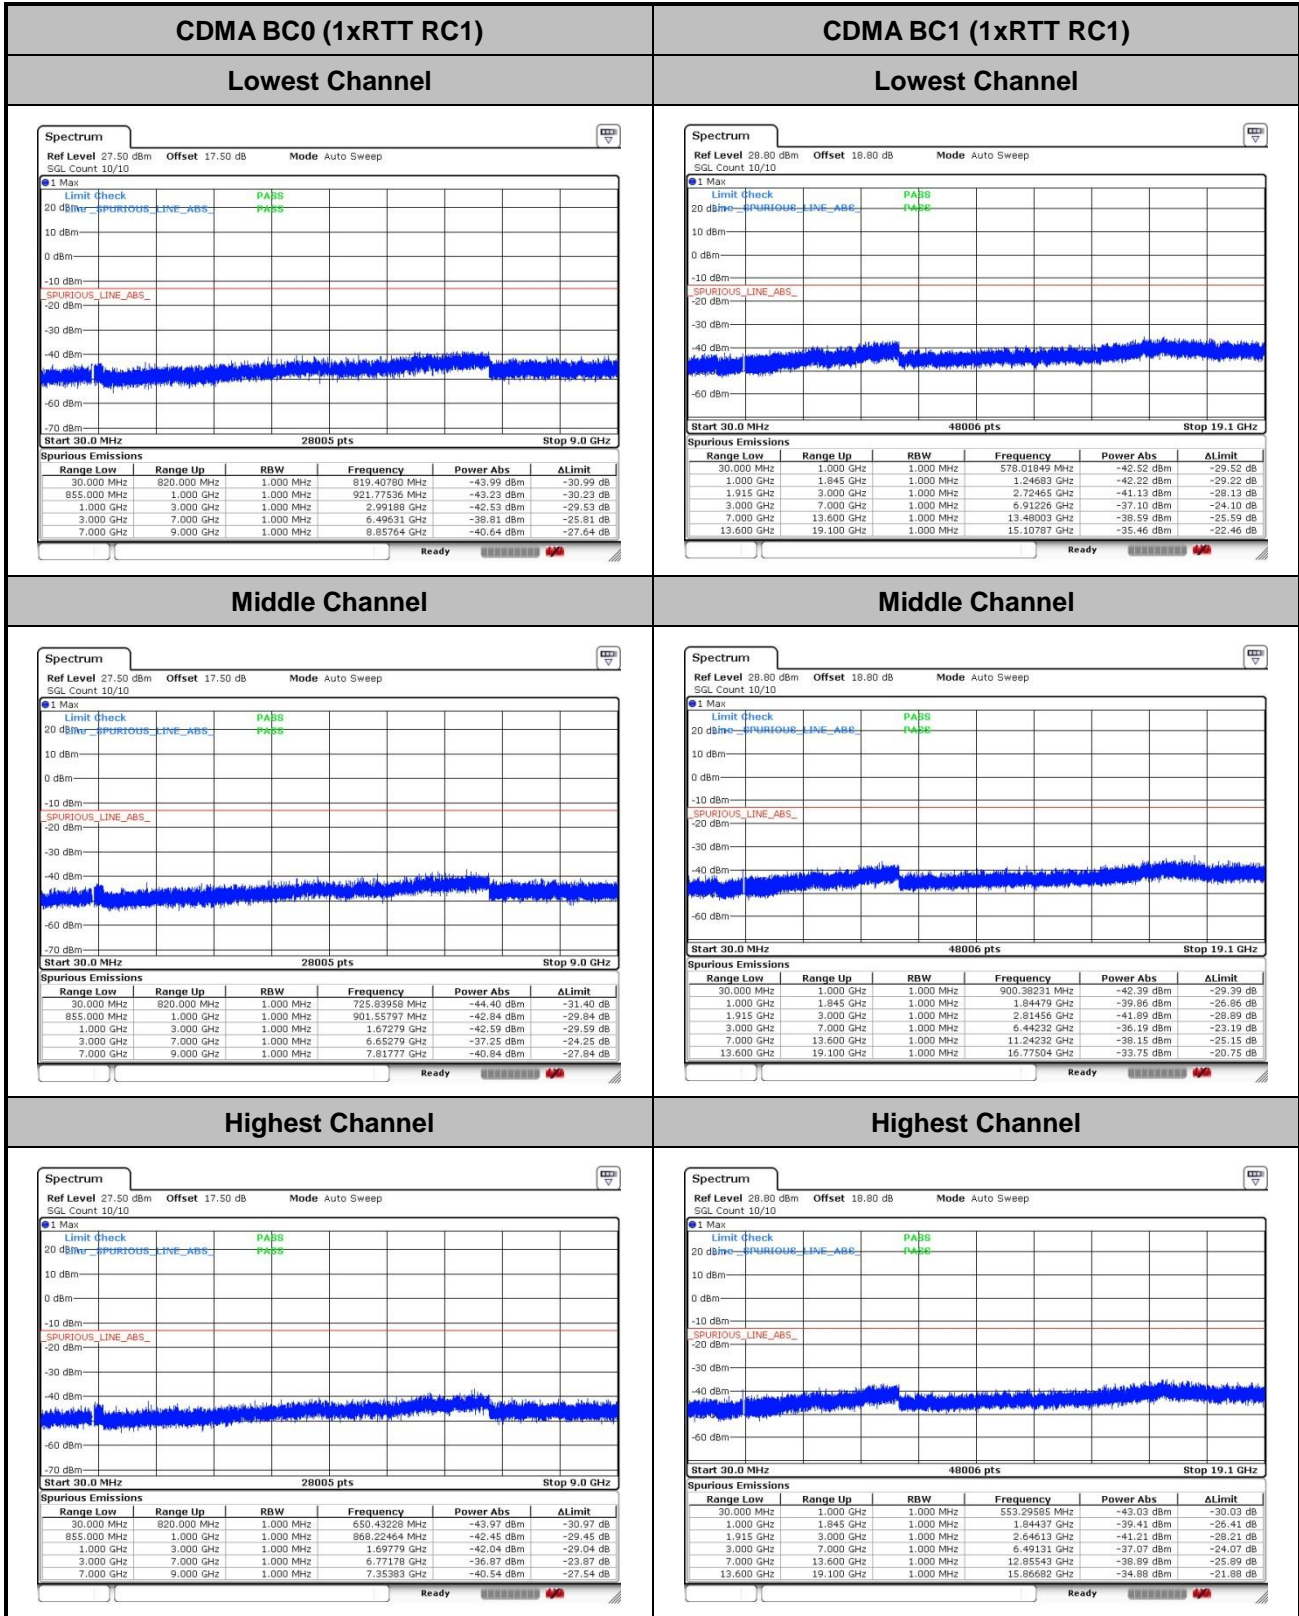 CDMA BC0 (1xRTT RC1) CDMA BC1 (1xRTT RC1)
Lowest Channel Lowest Channel
Spectrum
Ref Level 27.50 dBm Offset 17.50 dB Mode Auto Sweep
SGL Count 10/10
1 Max
Limit Check PASS
20 dBm Line _SPURIOUS_LINE_ABS_ PASS
10 dBm
0 dBm
-10 dBm
_SPURIOUS_LINE_ABS_
-20 dBm
-30 dBm
-40 dBm
-60 dBm
-70 dBm
Start 30.0 MHz 28005 pts Stop 9.0 GHz
Spurious Emissions
Range Low Range Up RBW Frequency Power Abs ΔLimit
30.000 MHz 820.000 MHz 1.000 MHz 819.40780 MHz -43.99 dBm -30.99 dB
855.000 MHz 1.000 GHz 1.000 MHz 921.77536 MHz -43.23 dBm -30.23 dB
1.000 GHz 3.000 GHz 1.000 MHz 2.99188 GHz -42.53 dBm -29.53 dB
3.000 GHz 7.000 GHz 1.000 MHz 6.49631 GHz -38.81 dBm -25.81 dB
7.000 GHz 9.000 GHz 1.000 MHz 8.85764 GHz -40.64 dBm -27.64 dB
Ready
Spectrum
Ref Level 28.80 dBm Offset 18.80 dB Mode Auto Sweep
SGL Count 10/10
1 Max
Limit Check PASS
20 dBm Line _SPURIOUS_LINE_ABS_ PASS
10 dBm
0 dBm
-10 dBm
_SPURIOUS_LINE_ABS_
-20 dBm
-30 dBm
-40 dBm
-60 dBm
Start 30.0 MHz 48006 pts Stop 19.1 GHz
Spurious Emissions
Range Low Range Up RBW Frequency Power Abs ΔLimit
30.000 MHz 1.000 GHz 1.000 MHz 578.01849 MHz -42.52 dBm -29.52 dB
1.000 GHz 1.845 GHz 1.000 MHz 1.24683 GHz -42.22 dBm -29.22 dB
1.915 GHz 3.000 GHz 1.000 MHz 2.72465 GHz -41.13 dBm -28.13 dB
3.000 GHz 7.000 GHz 1.000 MHz 6.91226 GHz -37.10 dBm -24.10 dB
7.000 GHz 13.600 GHz 1.000 MHz 13.48003 GHz -38.59 dBm -25.59 dB
13.600 GHz 19.100 GHz 1.000 MHz 15.10787 GHz -35.46 dBm -22.46 dB
Ready
Middle Channel Middle Channel
Spectrum
Ref Level 27.50 dBm Offset 17.50 dB Mode Auto Sweep
SGL Count 10/10
1 Max
Limit Check PASS
20 dBm Line _SPURIOUS_LINE_ABS_ PASS
10 dBm
0 dBm
-10 dBm
_SPURIOUS_LINE_ABS_
-20 dBm
-30 dBm
-40 dBm
-60 dBm
-70 dBm
Start 30.0 MHz 28005 pts Stop 9.0 GHz
Spurious Emissions
Range Low Range Up RBW Frequency Power Abs ΔLimit
30.000 MHz 820.000 MHz 1.000 MHz 725.83958 MHz -44.40 dBm -31.40 dB
855.000 MHz 1.000 GHz 1.000 MHz 901.55797 MHz -42.84 dBm -29.84 dB
1.000 GHz 3.000 GHz 1.000 MHz 1.67279 GHz -42.59 dBm -29.59 dB
3.000 GHz 7.000 GHz 1.000 MHz 6.65279 GHz -37.25 dBm -24.25 dB
7.000 GHz 9.000 GHz 1.000 MHz 7.81777 GHz -40.84 dBm -27.84 dB
Ready
Spectrum
Ref Level 28.80 dBm Offset 18.80 dB Mode Auto Sweep
SGL Count 10/10
1 Max
Limit Check PASS
20 dBm Line _SPURIOUS_LINE_ABS_ PASS
10 dBm
0 dBm
-10 dBm
_SPURIOUS_LINE_ABS_
-20 dBm
-30 dBm
-40 dBm
-60 dBm
Start 30.0 MHz 48006 pts Stop 19.1 GHz
Spurious Emissions
Range Low Range Up RBW Frequency Power Abs ΔLimit
30.000 MHz 1.000 GHz 1.000 MHz 900.38231 MHz -42.39 dBm -29.39 dB
1.000 GHz 1.845 GHz 1.000 MHz 1.84479 GHz -39.86 dBm -26.86 dB
1.915 GHz 3.000 GHz 1.000 MHz 2.81456 GHz -41.89 dBm -28.89 dB
3.000 GHz 7.000 GHz 1.000 MHz 6.44232 GHz -36.19 dBm -23.19 dB
7.000 GHz 13.600 GHz 1.000 MHz 11.24232 GHz -38.15 dBm -25.15 dB
13.600 GHz 19.100 GHz 1.000 MHz 16.77504 GHz -33.75 dBm -20.75 dB
Ready
Highest Channel Highest Channel
Spectrum
Ref Level 27.50 dBm Offset 17.50 dB Mode Auto Sweep
SGL Count 10/10
1 Max
Limit Check PASS
20 dBm Line _SPURIOUS_LINE_ABS_ PASS
10 dBm
0 dBm
-10 dBm
_SPURIOUS_LINE_ABS_
-20 dBm
-30 dBm
-40 dBm
-60 dBm
-70 dBm
Start 30.0 MHz 28005 pts Stop 9.0 GHz
Spurious Emissions
Range Low Range Up RBW Frequency Power Abs ΔLimit
30.000 MHz 820.000 MHz 1.000 MHz 650.43228 MHz -43.97 dBm -30.97 dB
855.000 MHz 1.000 GHz 1.000 MHz 868.22464 MHz -42.45 dBm -29.45 dB
1.000 GHz 3.000 GHz 1.000 MHz 1.69779 GHz -42.04 dBm -29.04 dB
3.000 GHz 7.000 GHz 1.000 MHz 6.77178 GHz -36.87 dBm -23.87 dB
7.000 GHz 9.000 GHz 1.000 MHz 7.35383 GHz -40.54 dBm -27.54 dB
Ready
Spectrum
Ref Level 28.80 dBm Offset 18.80 dB Mode Auto Sweep
SGL Count 10/10
1 Max
Limit Check PASS
20 dBm Line _SPURIOUS_LINE_ABS_ PASS
10 dBm
0 dBm
-10 dBm
_SPURIOUS_LINE_ABS_
-20 dBm
-30 dBm
-40 dBm
-60 dBm
Start 30.0 MHz 48006 pts Stop 19.1 GHz
Spurious Emissions
Range Low Range Up RBW Frequency Power Abs ΔLimit
30.000 MHz 1.000 GHz 1.000 MHz 553.29585 MHz -43.03 dBm -30.03 dB
1.000 GHz 1.845 GHz 1.000 MHz 1.84437 GHz -39.41 dBm -26.41 dB
1.915 GHz 3.000 GHz 1.000 MHz 2.64613 GHz -41.21 dBm -28.21 dB
3.000 GHz 7.000 GHz 1.000 MHz 6.49131 GHz -37.07 dBm -24.07 dB
7.000 GHz 13.600 GHz 1.000 MHz 12.85543 GHz -38.89 dBm -25.89 dB
13.600 GHz 19.100 GHz 1.000 MHz 15.86682 GHz -34.88 dBm -21.88 dB
Ready